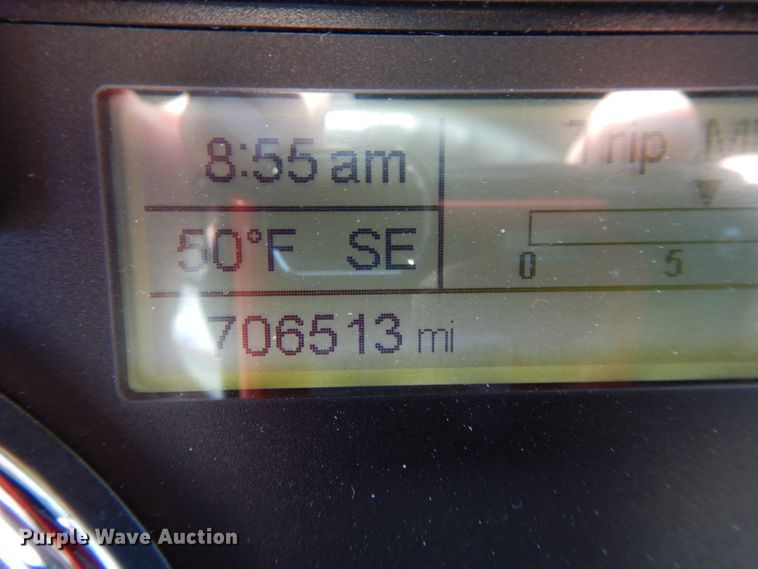 8:55 am
Trip
50°F SE
0 5
706513 mi
Purple Wave Auction